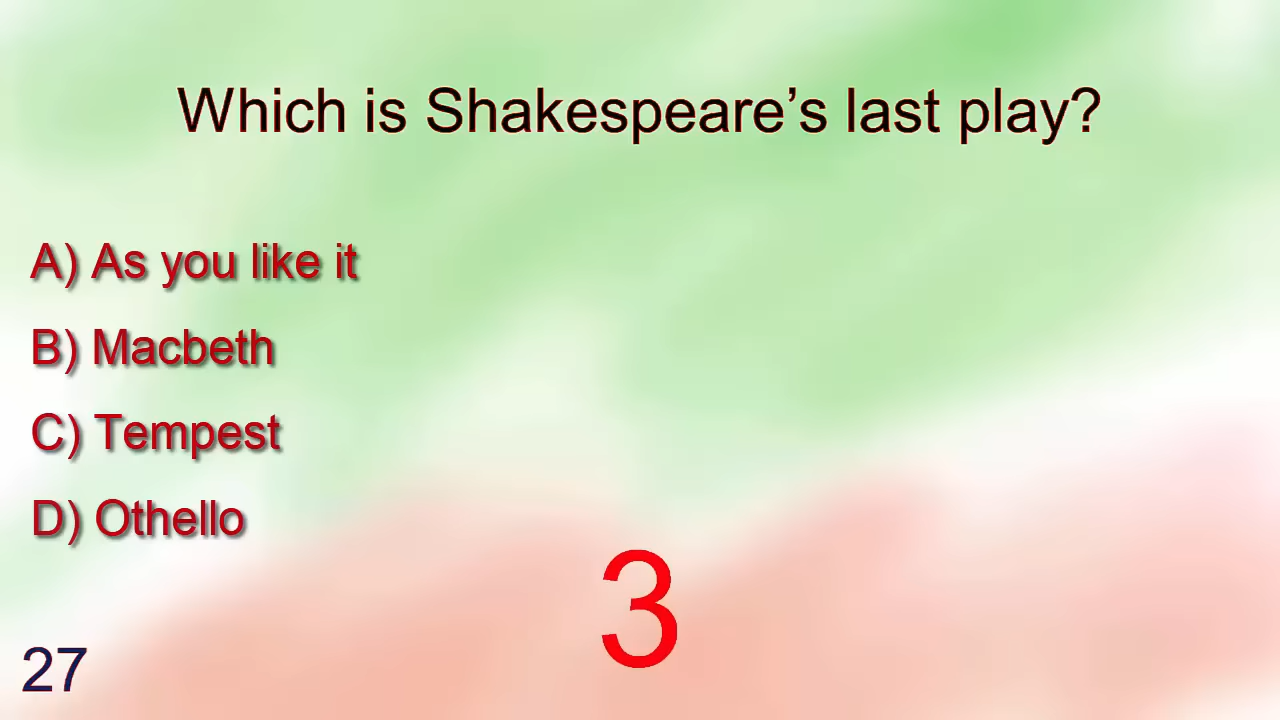 Which is Shakespeare’s last play?
A) As you like it
B) Macbeth
C) Tempest
D) Othello
3
27